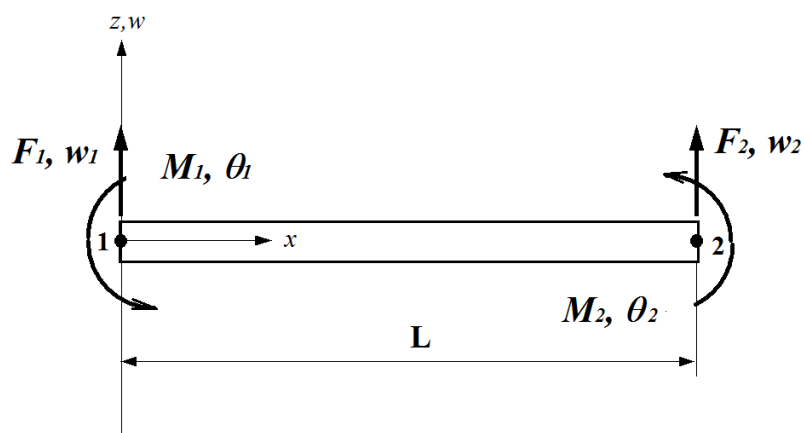 z,w
F1, w1
M1, θ1
F2, w2
1
x
2
M2, θ2
L